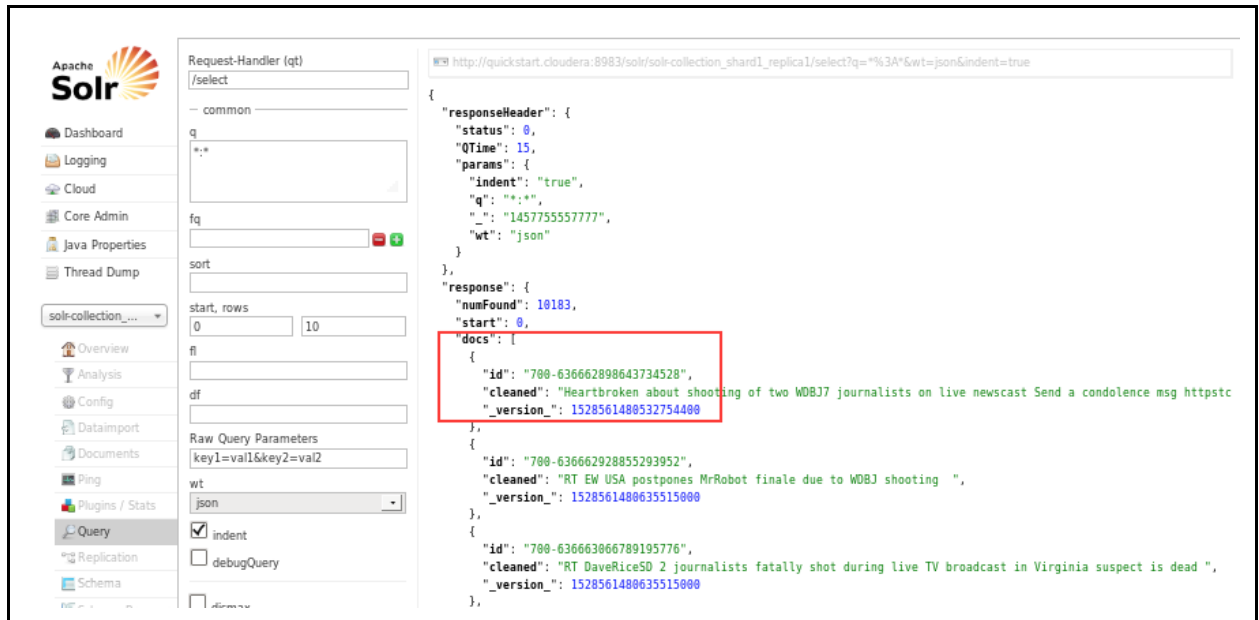 Apache
Solr
Dashboard
Logging
Cloud
Core Admin
Java Properties
Thread Dump
solr-collection_...
Overview
Analysis
Config
Dataimport
Documents
Ping
Plugins / Stats
Query
Replication
Schema
Request-Handler (qt)
/select
common
q
*:*
fq
sort
start, rows
0
10
fl
df
Raw Query Parameters
key1=val1&key2=val2
wt
json
indent
debugQuery
dismax
http://quickstart.cloudera:8983/solr/solr-collection_shard1_replica1/select?q=*%3A*&wt=json&indent=true
{
"responseHeader": {
"status": 0,
"QTime": 15,
"params": {
"indent": "true",
"q": "*:*",
"_": "1457755557777",
"wt": "json"
}
},
"response": {
"numFound": 10183,
"start": 0,
"docs": [
{
"id": "700-636662898643734528",
"cleaned": "Heartbroken about shooting of two WDBJ7 journalists on live newscast Send a condolence msg httpstc
"_version_": 1528561480532754400
},
{
"id": "700-636662928855293952",
"cleaned": "RT EW USA postpones MrRobot finale due to WDBJ shooting  ",
"_version_": 1528561480635515000
},
{
"id": "700-636663066789195776",
"cleaned": "RT DaveRiceSD 2 journalists fatally shot during live TV broadcast in Virginia suspect is dead ",
"_version_": 1528561480635515000
},